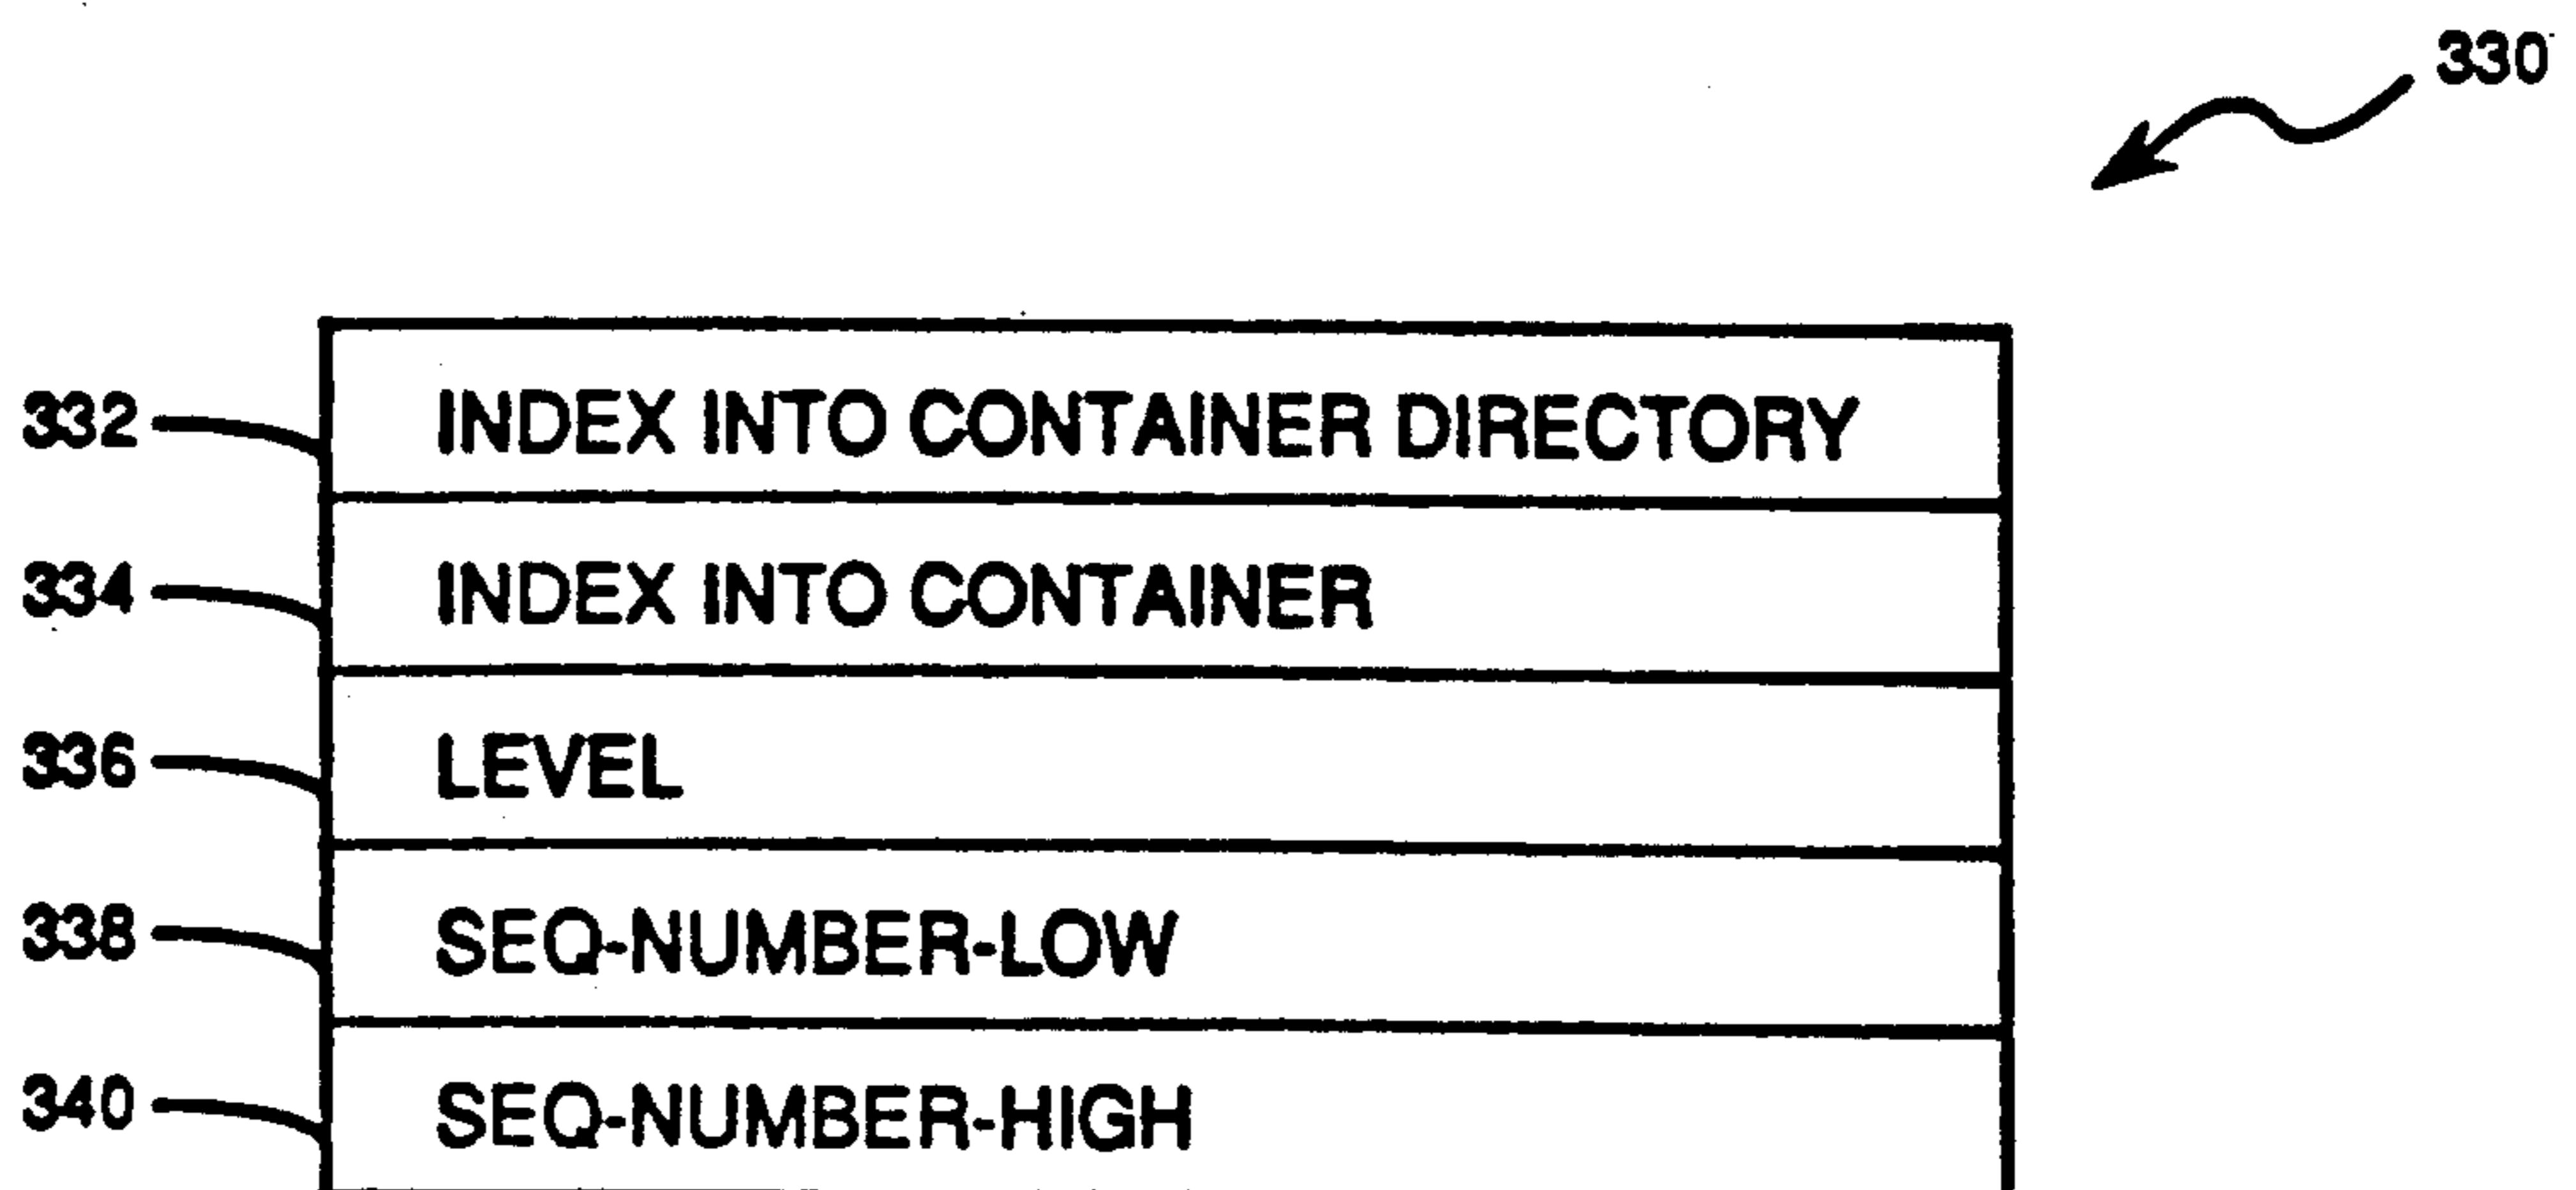 330
332 INDEX INTO CONTAINER DIRECTORY
334 INDEX INTO CONTAINER
336 LEVEL
338 SEQ-NUMBER-LOW
340 SEQ-NUMBER-HIGH